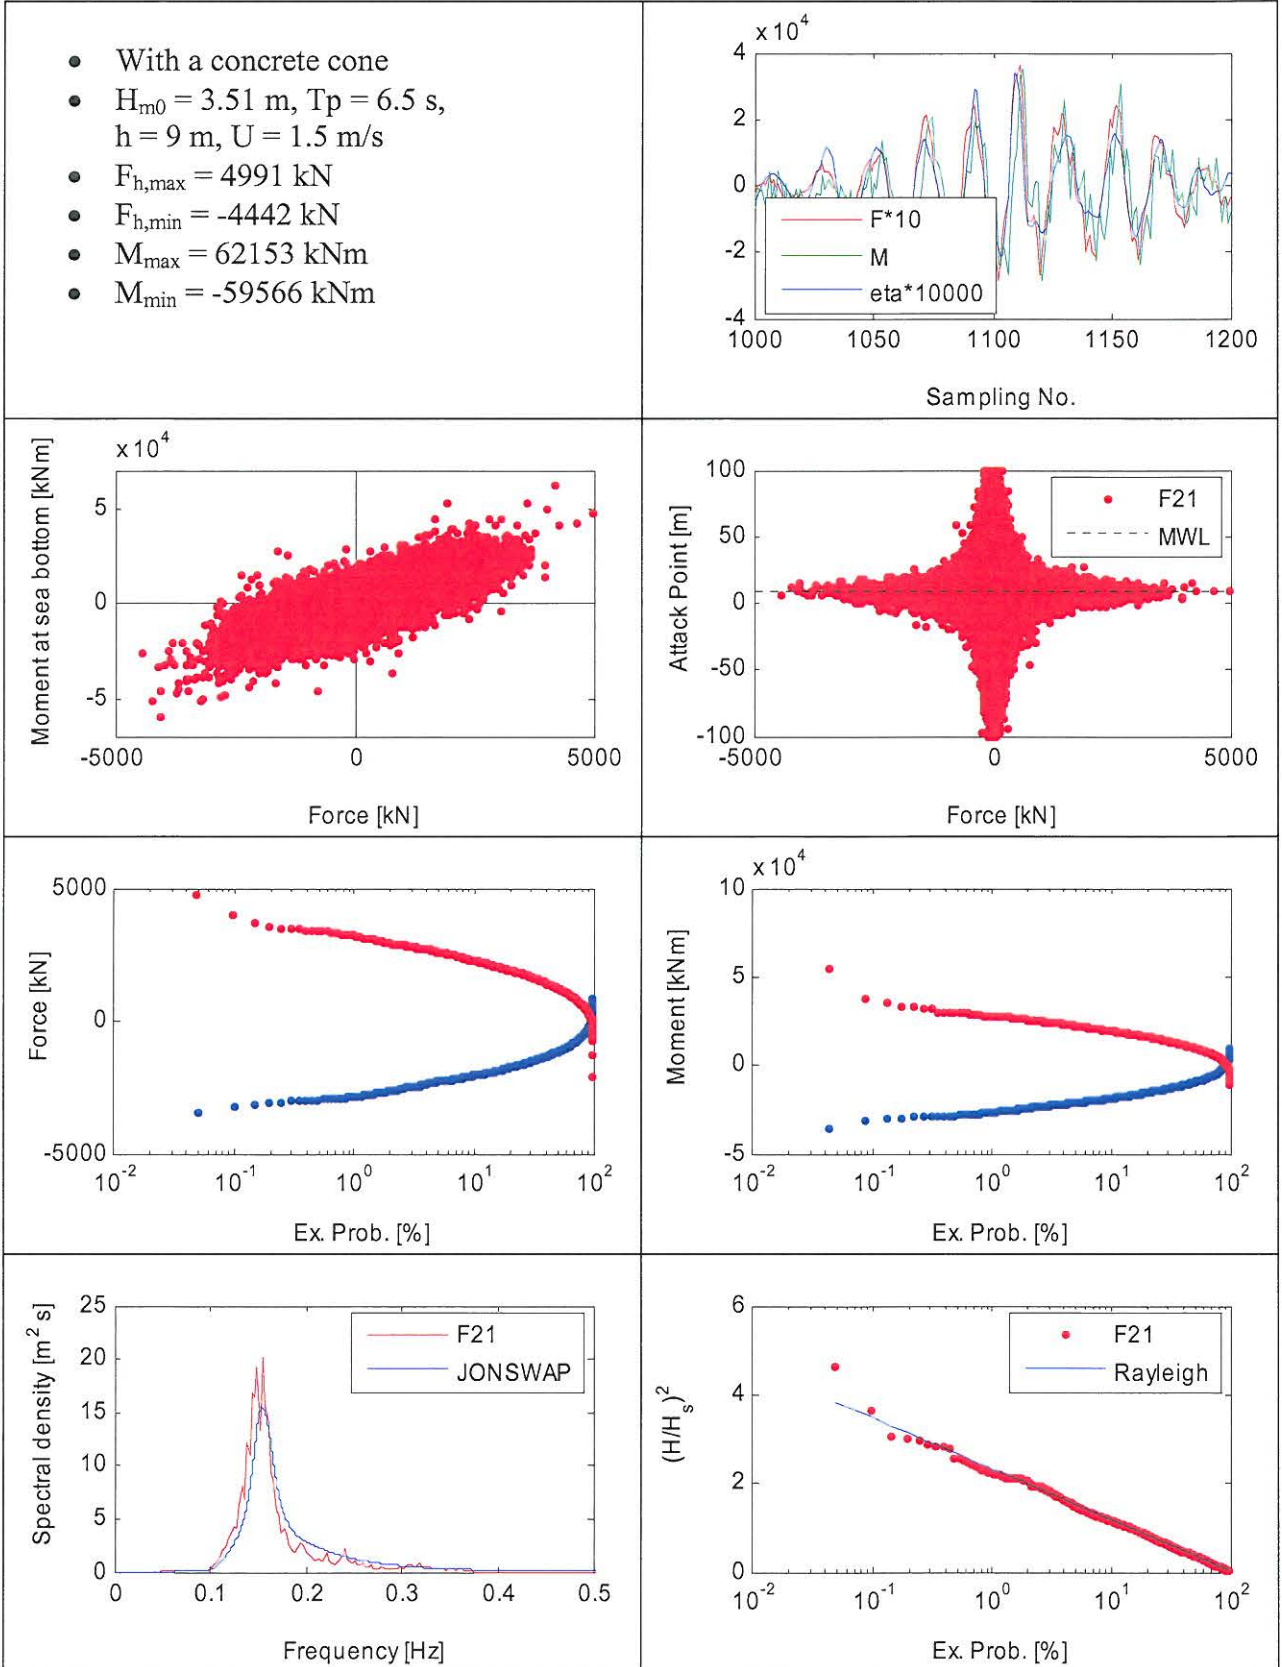 • With a concrete cone
• Hm0 = 3.51 m, Tp = 6.5 s,
h = 9 m, U = 1.5 m/s
• Fh,max = 4991 kN
• Fh,min = -4442 kN
• Mmax = 62153 kNm
• Mmin = -59566 kNm
x 10^4
4
2
0
-2
-4
F*10
M
eta*10000
1000 1050 1100 1150 1200
Sampling No.
x 10^4
Moment at sea bottom [kNm]
5
0
-5
-5000 0 5000
Force [kN]
Attack Point [m]
100
50
0
-50
-100
F21
MWL
-5000 0 5000
Force [kN]
Force [kN]
5000
0
-5000
10^-2 10^-1 10^0 10^1 10^2
Ex. Prob. [%]
x 10^4
Moment [kNm]
10
5
0
-5
10^-2 10^-1 10^0 10^1 10^2
Ex. Prob. [%]
Spectral density [m^2 s]
25
20
15
10
5
0
F21
JONSWAP
0 0.1 0.2 0.3 0.4 0.5
Frequency [Hz]
(H/Hs)^2
6
4
2
0
F21
Rayleigh
10^-2 10^-1 10^0 10^1 10^2
Ex. Prob. [%]